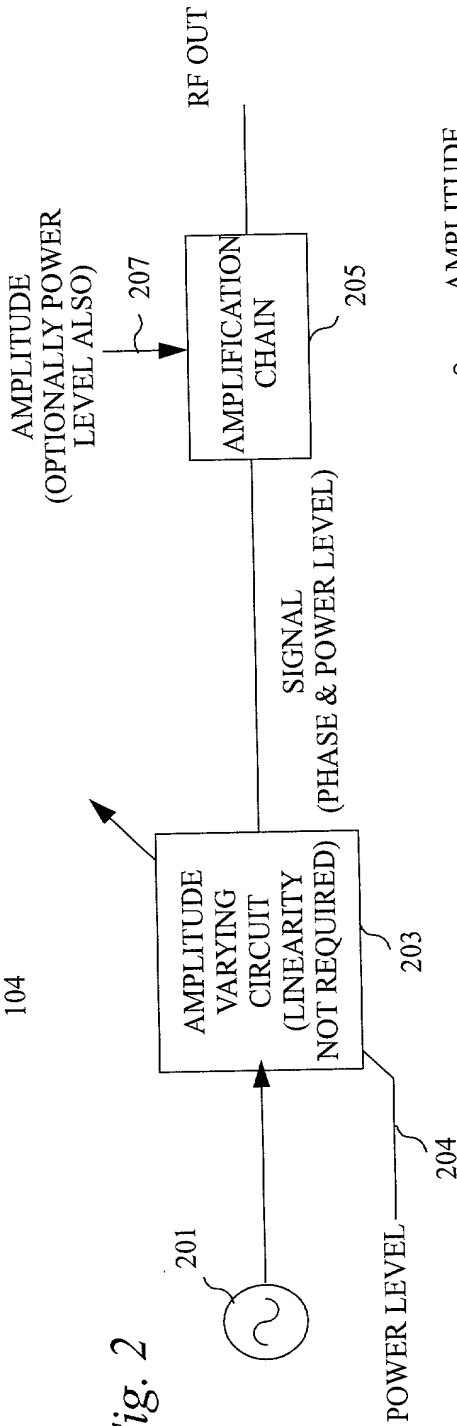 104
AMPLITUDE
(OPTIONALLY POWER
LEVEL ALSO)
207
RF OUT
AMPLIFICATION
CHAIN
205
SIGNAL
(PHASE & POWER LEVEL)
AMPLITUDE
VARYING
CIRCUIT
(LINEARITY
NOT REQUIRED)
203
201
204
POWER LEVEL
Fig. 2
AMPLITUDE